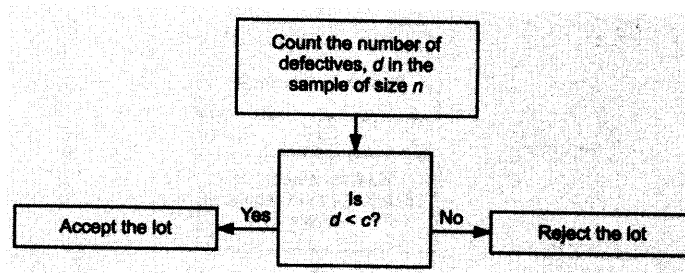 Count the number of
defectives, d in the
sample of size n
Is
d < c?
Yes
No
Accept the lot
Reject the lot